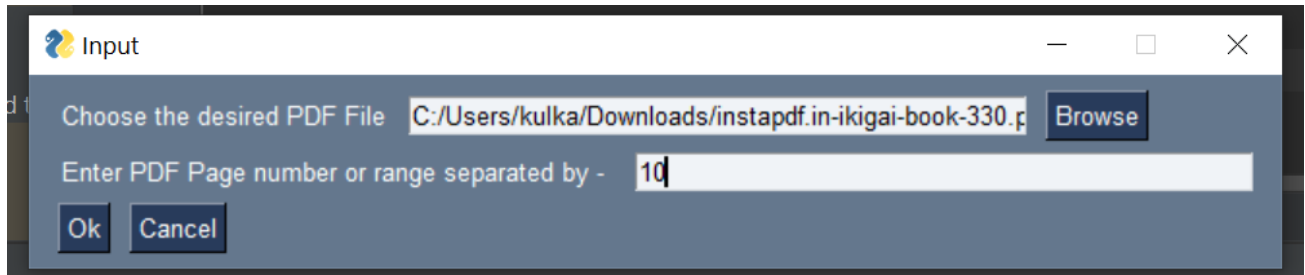 Input
d t
Choose the desired PDF File C:/Users/kulka/Downloads/instapdf.in-ikigai-book-330.p Browse
Enter PDF Page number or range separated by - 10
Ok Cancel